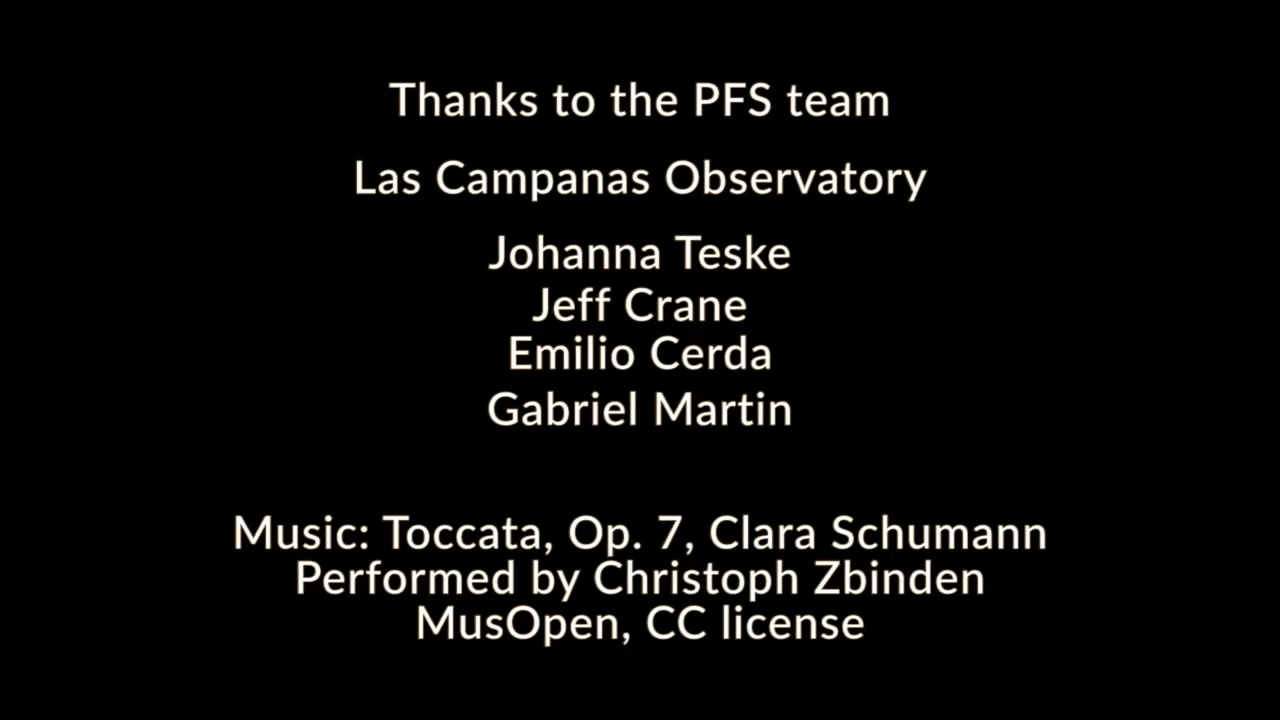 Thanks to the PFS team
Las Campanas Observatory
Johanna Teske
Jeff Crane
Emilio Cerda
Gabriel Martin
Music: Toccata, Op. 7, Clara Schumann
Performed by Christoph Zbinden
MusOpen, CC license